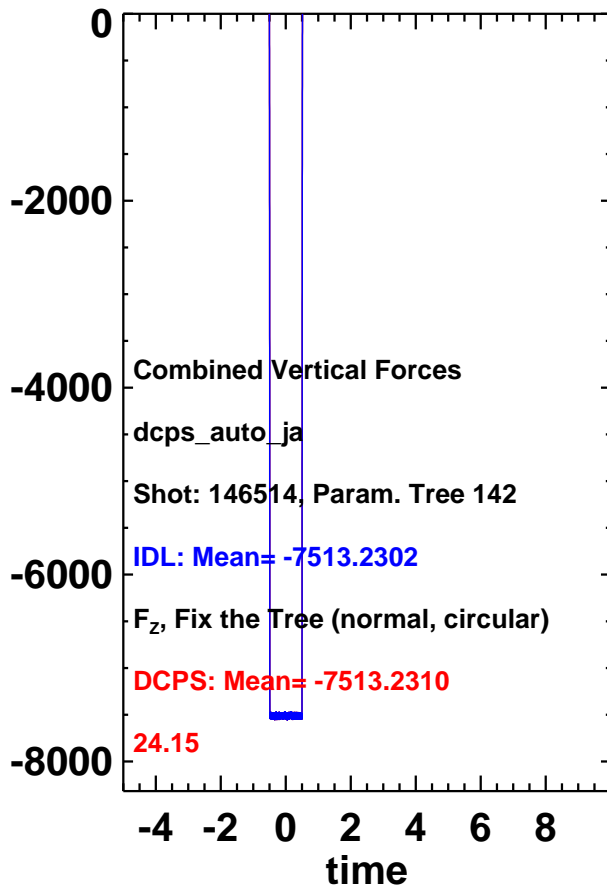 0
-2000
-4000
-6000
-8000
Combined Vertical Forces
dcps_auto_ja
Shot: 146514, Param. Tree 142
IDL: Mean= -7513.2302
FZ, Fix the Tree (normal, circular)
DCPS: Mean= -7513.2310
24.15
-4 -2 0 2 4 6 8
time